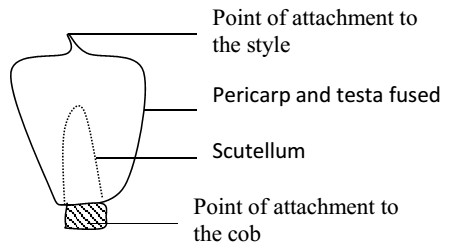 Point of attachment to
the style
Pericarp and testa fused
Scutellum
Point of attachment to
the cob